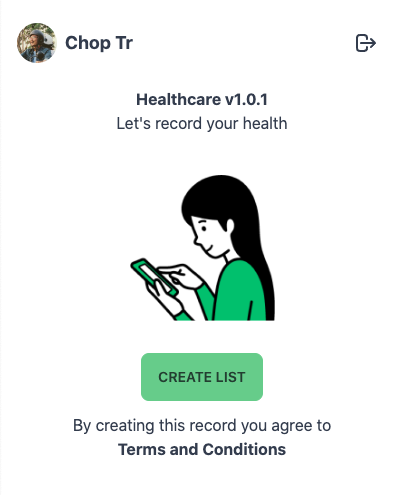 Chop Tr
Healthcare v1.0.1
Let's record your health
CREATE LIST
By creating this record you agree to
Terms and Conditions